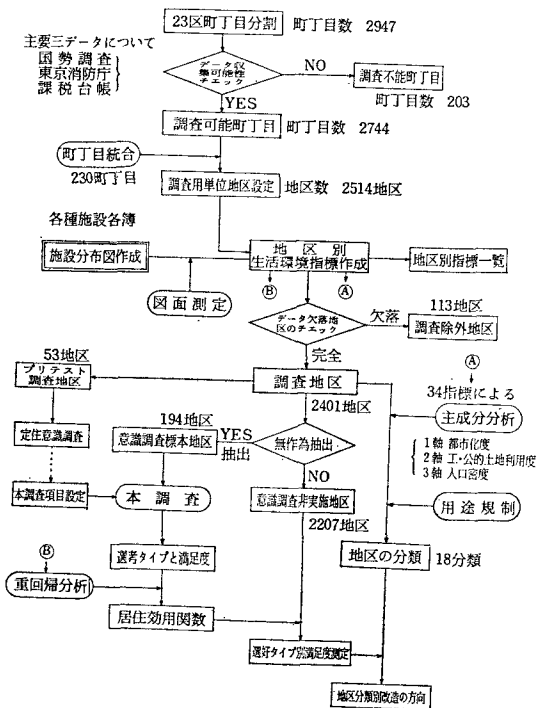 23区町丁目分割 町丁目数 2947
主要三データについて
国勢調査
東京消防庁
課税台帳
データ収
集可能性
チェック
NO
調査不能町丁目
町丁目数 203
YES
調査可能町丁目 町丁目数 2744
町丁目統合
230町丁目
調査用単位地区設定 地区数 2514地区
各種施設各簿
施設分布図作成
地区別
生活環境指標作成
地区別指標一覧
図面測定
Ⓑ Ⓐ
データ欠落地
区のチェック
欠落
113地区
調査除外地区
完全
53地区
プリテスト
調査地区
調査地区
2401地区
Ⓐ
34指標による
主成分分析
1軸 都市化度
2軸 工・公的土地利用度
3軸 人口密度
194地区
意識調査標本地区
YES
抽出
無作為抽出
定住意識調査
NO
本調査項目設定
本調査
意識調査非実施地区
2207地区
用途規制
地区の分類 18分類
選考タイプと満足度
Ⓑ
重回帰分析
居住効用関数
選好タイプ別満足度測定
地区分類別改造の方向